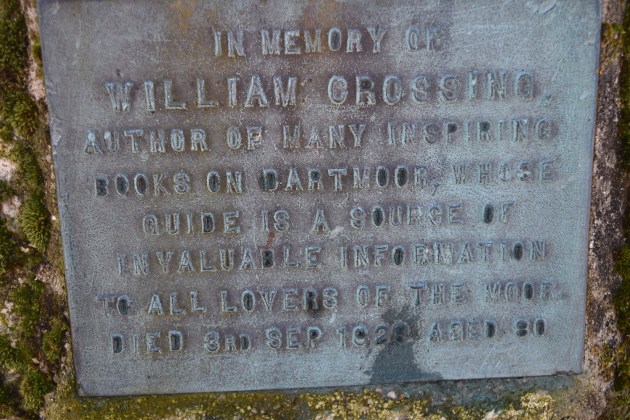 IN MEMORY OF
WILLIAM CROSSING.
AUTHOR OF MANY INSPIRING
BOOKS ON DARTMOOR, WHOSE
GUIDE IS A SOURCE OF
INVALUABLE INFORMATION
TO ALL LOVERS OF THE MOOR.
DIED 3RD SEP. 1928 AGED 80